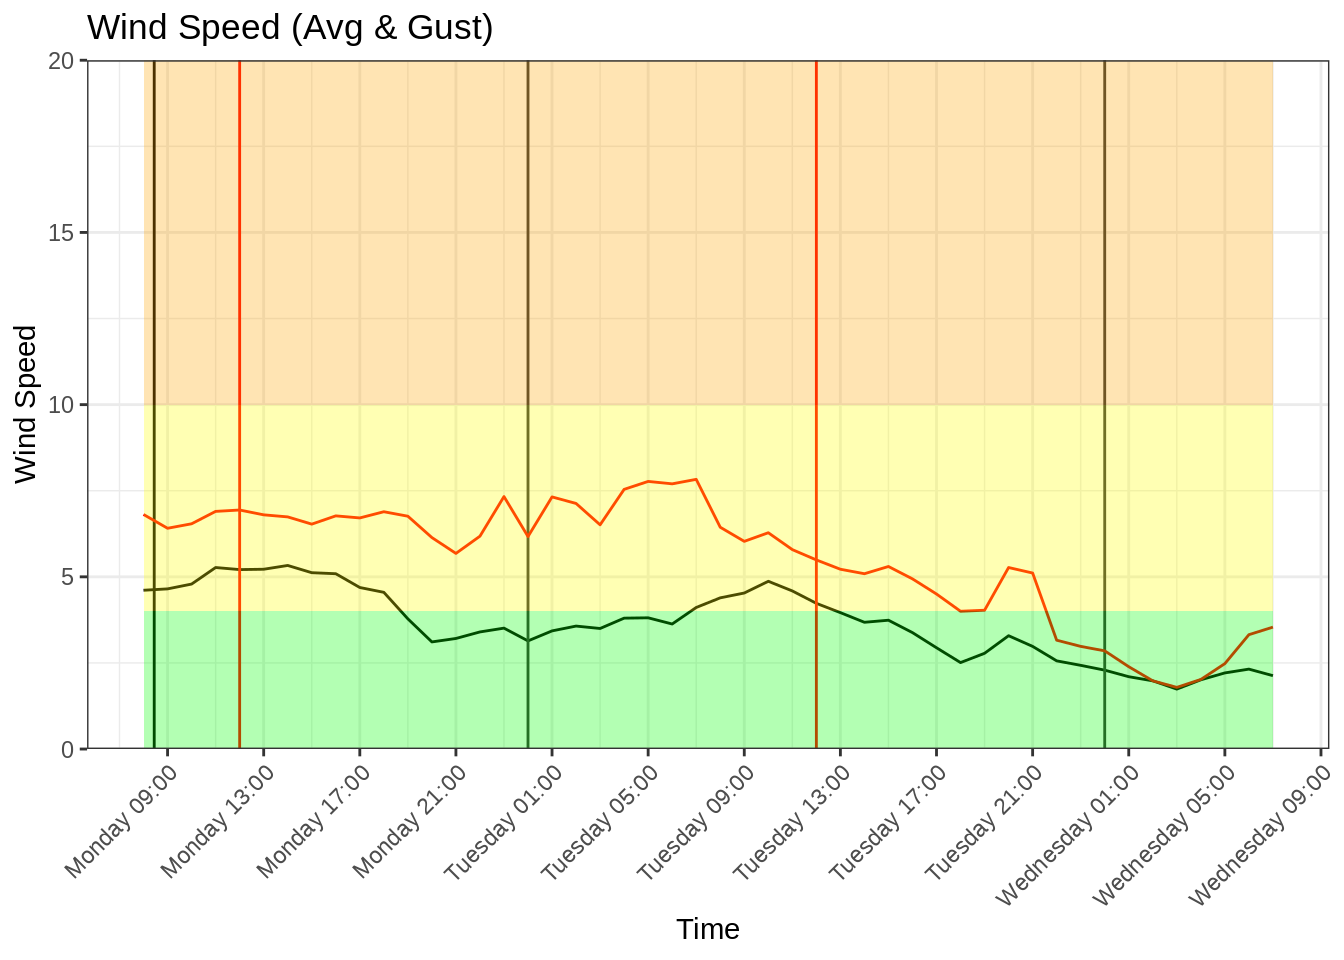 Wind Speed (Avg & Gust)
20
15
10
5
0
Wind Speed
Monday 09:00
Monday 13:00
Monday 17:00
Monday 21:00
Tuesday 01:00
Tuesday 05:00
Tuesday 09:00
Tuesday 13:00
Tuesday 17:00
Tuesday 21:00
Wednesday 01:00
Wednesday 05:00
Wednesday 09:00
Time